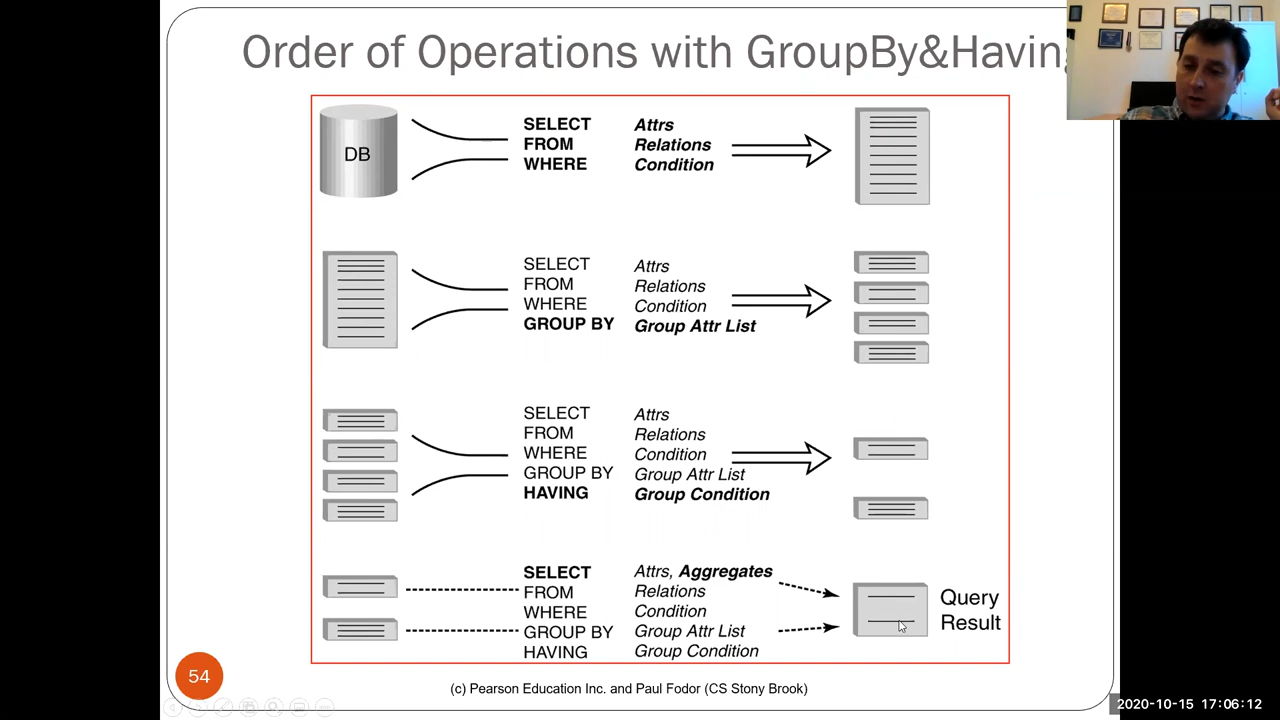 Order of Operations with GroupBy&Havin
DB
SELECT Attrs
FROM Relations
WHERE Condition
SELECT Attrs
FROM Relations
WHERE Condition
GROUP BY Group Attr List
SELECT Attrs
FROM Relations
WHERE Condition
GROUP BY Group Attr List
HAVING Group Condition
SELECT Attrs, Aggregates
FROM Relations
WHERE Condition
GROUP BY Group Attr List
HAVING Group Condition
Query
Result
54
(c) Pearson Education Inc. and Paul Fodor (CS Stony Brook)
2020-10-15 17:06:12